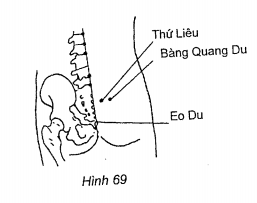 Thứ Liêu
Bàng Quang Du
Eo Du
Hình 69